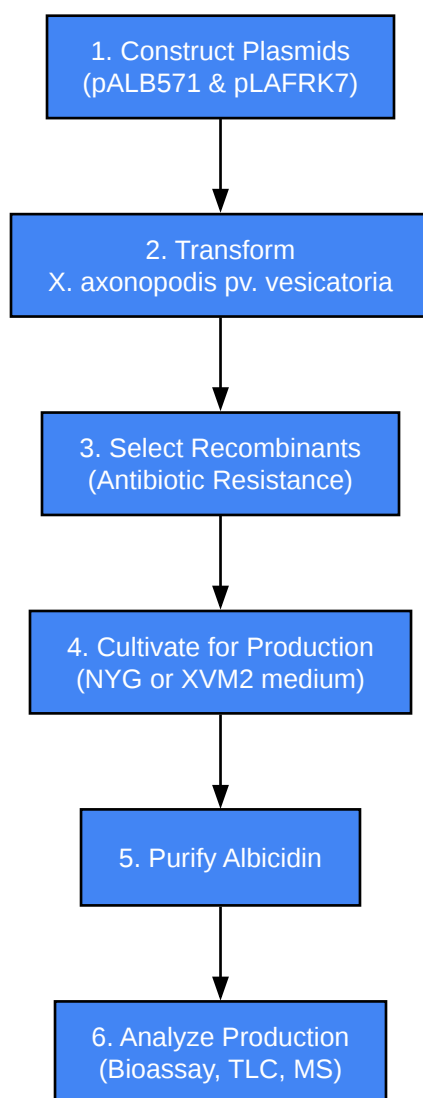 1. Construct Plasmids
(pALB571 & pLAFRK7)
2. Transform
X. axonopodis pv. vesicatoria
3. Select Recombinants
(Antibiotic Resistance)
4. Cultivate for Production
(NYG or XVM2 medium)
5. Purify Albicidin
6. Analyze Production
(Bioassay, TLC, MS)